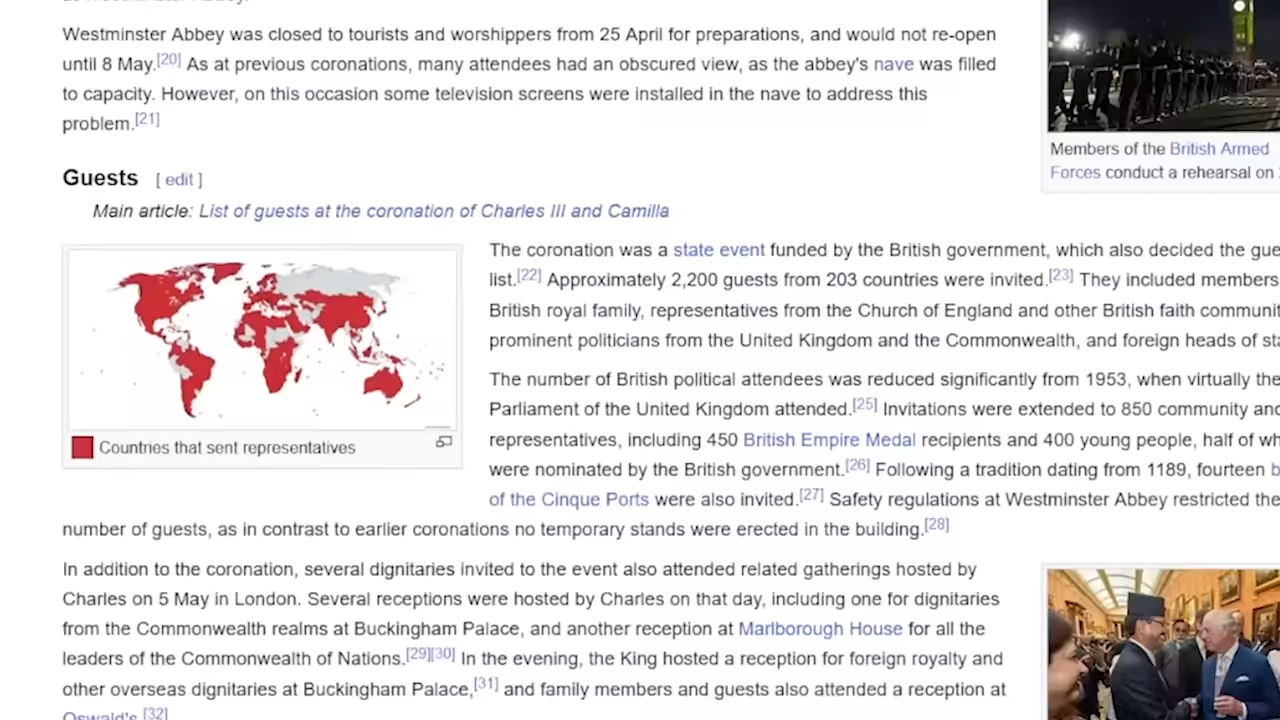 Westminster Abbey was closed to tourists and worshippers from 25 April for preparations, and would not re-open
until 8 May.[20] As at previous coronations, many attendees had an obscured view, as the abbey's nave was filled
to capacity. However, on this occasion some television screens were installed in the nave to address this
problem.[21]
Members of the British Armed
Forces conduct a rehearsal on
Guests [ edit ]
Main article: List of guests at the coronation of Charles III and Camilla
Countries that sent representatives
The coronation was a state event funded by the British government, which also decided the gue
list.[22] Approximately 2,200 guests from 203 countries were invited.[23] They included members
British royal family, representatives from the Church of England and other British faith communi
prominent politicians from the United Kingdom and the Commonwealth, and foreign heads of sta
The number of British political attendees was reduced significantly from 1953, when virtually the
Parliament of the United Kingdom attended.[25] Invitations were extended to 850 community and
representatives, including 450 British Empire Medal recipients and 400 young people, half of wh
were nominated by the British government.[26] Following a tradition dating from 1189, fourteen b
of the Cinque Ports were also invited.[27] Safety regulations at Westminster Abbey restricted the
number of guests, as in contrast to earlier coronations no temporary stands were erected in the building.[28]
In addition to the coronation, several dignitaries invited to the event also attended related gatherings hosted by
Charles on 5 May in London. Several receptions were hosted by Charles on that day, including one for dignitaries
from the Commonwealth realms at Buckingham Palace, and another reception at Marlborough House for all the
leaders of the Commonwealth of Nations.[29][30] In the evening, the King hosted a reception for foreign royalty and
other overseas dignitaries at Buckingham Palace,[31] and family members and guests also attended a reception at
Oswald's.[32]